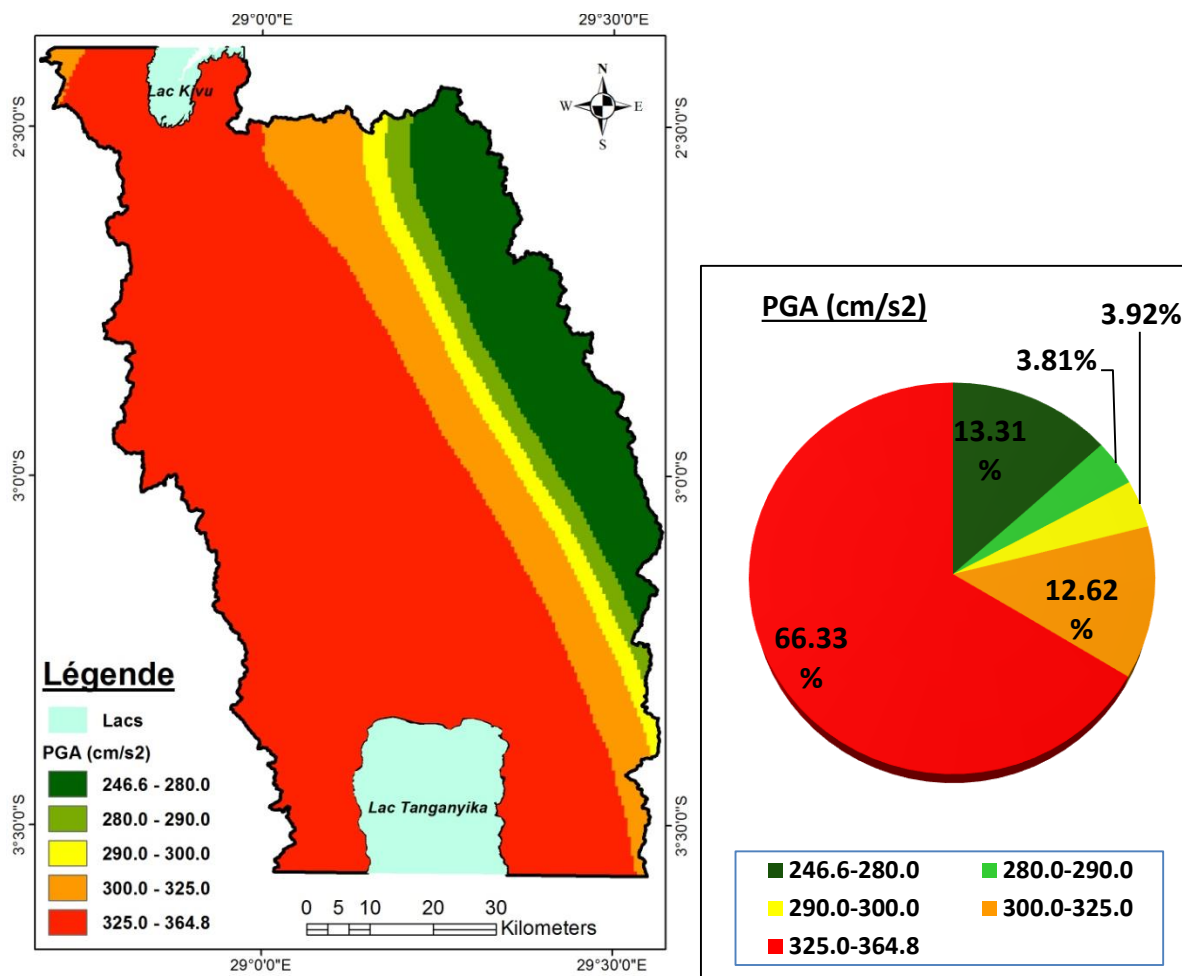 29°0'0"E
29°30'0"E
Lac Kivu
N
W
E
S
2°30'0"S
2°30'0"S
3°0'0"S
3°0'0"S
3°30'0"S
3°30'0"S
Lac Tanganyika
Légende
Lacs
PGA (cm/s2)
246.6 - 280.0
280.0 - 290.0
290.0 - 300.0
300.0 - 325.0
325.0 - 364.8
0 5 10 20 30
Kilometers
29°0'0"E
29°30'0"E
PGA (cm/s2)
3.92%
3.81%
13.31
%
12.62
%
66.33
%
246.6-280.0
280.0-290.0
290.0-300.0
300.0-325.0
325.0-364.8